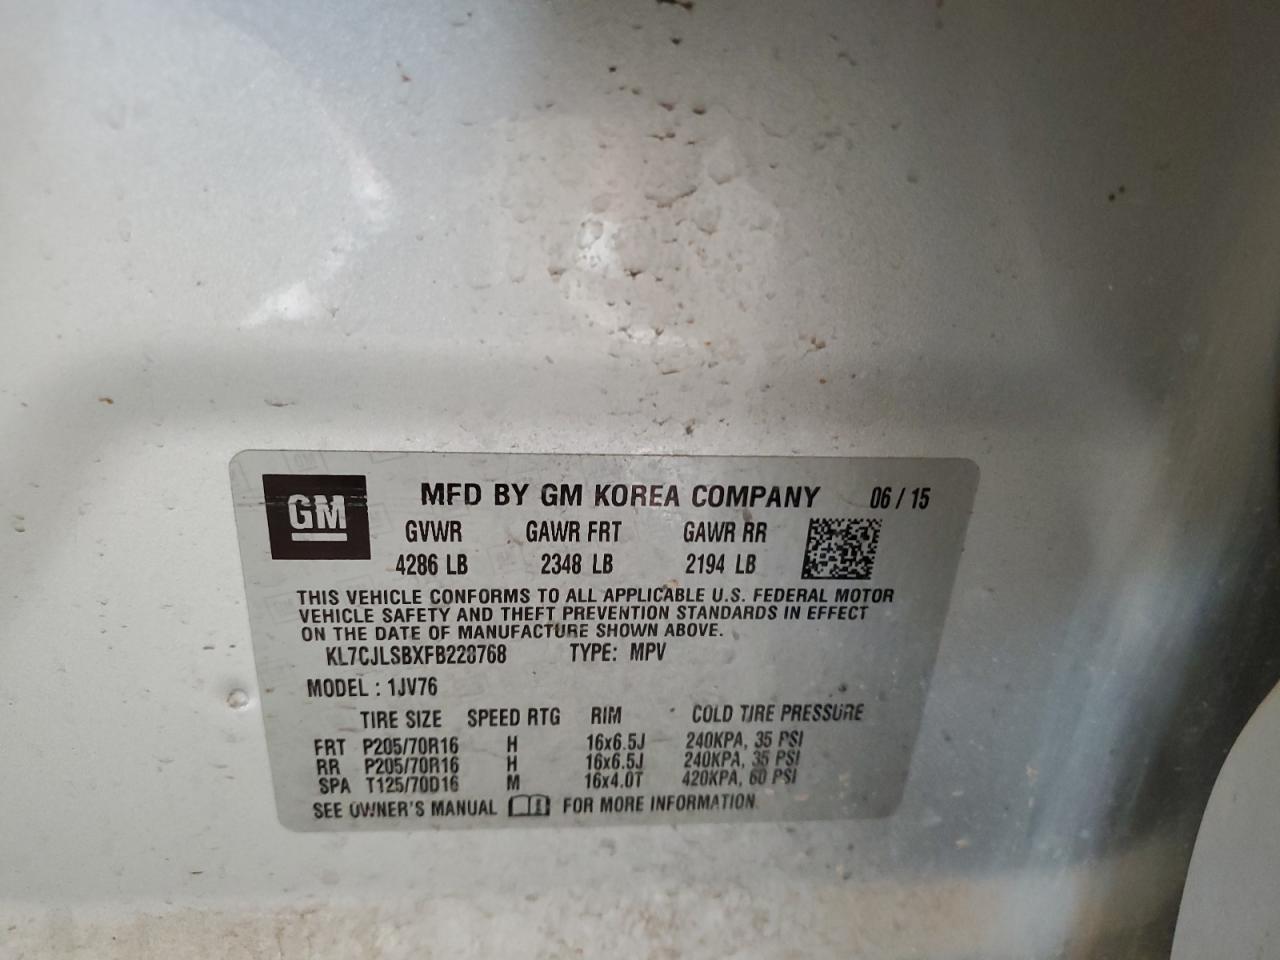 GM
MFD BY GM KOREA COMPANY 06 / 15
GVWR GAWR FRT GAWR RR
4286 LB 2348 LB 2194 LB
THIS VEHICLE CONFORMS TO ALL APPLICABLE U.S. FEDERAL MOTOR
VEHICLE SAFETY AND THEFT PREVENTION STANDARDS IN EFFECT
ON THE DATE OF MANUFACTURE SHOWN ABOVE.
KL7CJLSBXFB228768 TYPE: MPV
MODEL : 1JV76
TIRE SIZE SPEED RTG RIM COLD TIRE PRESSURE
FRT P205/70R16 H 16x6.5J 240KPA, 35 PSI
RR P205/70R16 H 16x6.5J 240KPA, 35 PSI
SPA T125/70D16 M 16x4.0T 420KPA, 60 PSI
SEE OWNER'S MANUAL FOR MORE INFORMATION